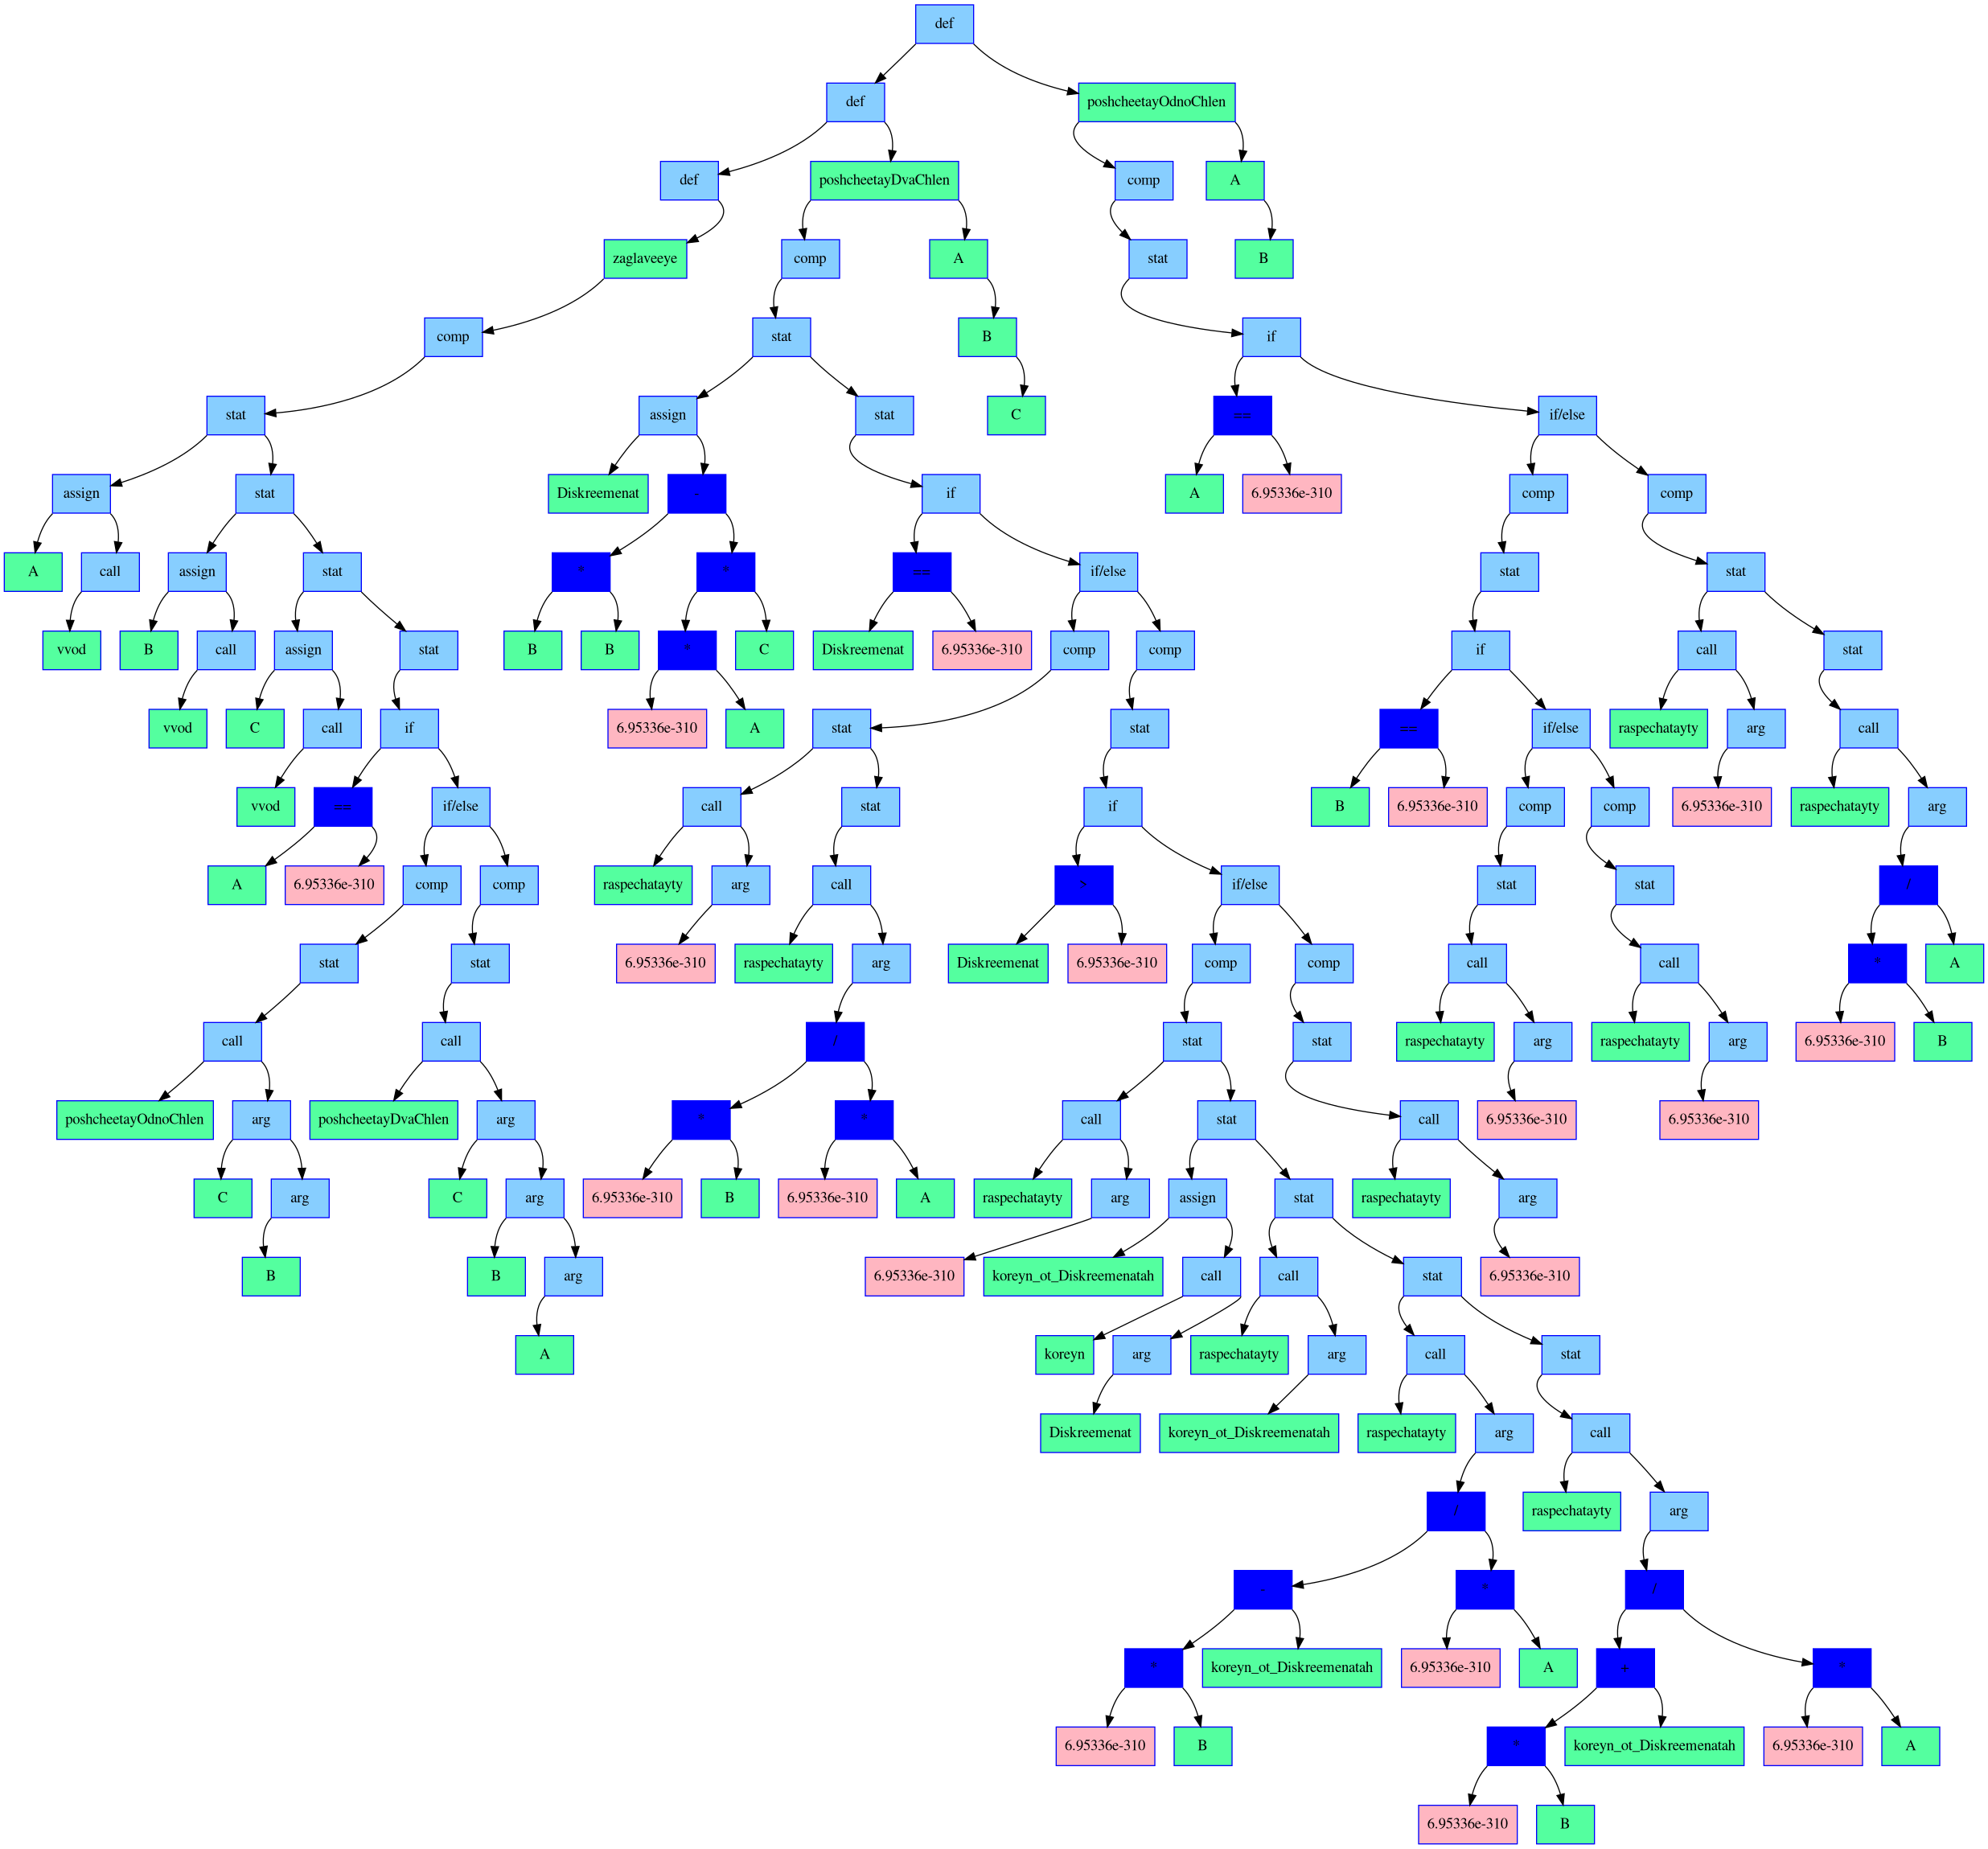 def
def poshcheetayOdnoChlen
def poshcheetayDvaChlen comp A
zaglaveeye comp A stat B
comp stat B if
stat assign stat C == if/else
assign stat Diskreemenat - if A 6.95336e-310 comp comp
A call assign stat * * == if/else stat stat
vvod B call assign stat B B * C Diskreemenat 6.95336e-310 comp comp if call stat
vvod C call if 6.95336e-310 A stat stat == if/else raspechatayty arg call
vvod == if/else call stat if B 6.95336e-310 comp comp 6.95336e-310 raspechatayty arg
A 6.95336e-310 comp comp raspechatayty arg call > if/else stat stat /
stat stat 6.95336e-310 raspechatayty arg Diskreemenat 6.95336e-310 comp comp call call * A
call call / stat stat raspechatayty arg raspechatayty arg 6.95336e-310 B
poshcheetayOdnoChlen arg poshcheetayDvaChlen arg * * call stat call 6.95336e-310 6.95336e-310
C arg C arg 6.95336e-310 B 6.95336e-310 A raspechatayty arg assign stat raspechatayty arg
B B arg 6.95336e-310 koreyn_ot_Diskreemenatah call call stat 6.95336e-310
A koreyn arg raspechatayty arg call stat
Diskreemenat koreyn_ot_Diskreemenatah raspechatayty arg call
/ raspechatayty arg
- * /
* koreyn_ot_Diskreemenatah 6.95336e-310 A + *
6.95336e-310 B * koreyn_ot_Diskreemenatah 6.95336e-310 A
6.95336e-310 B